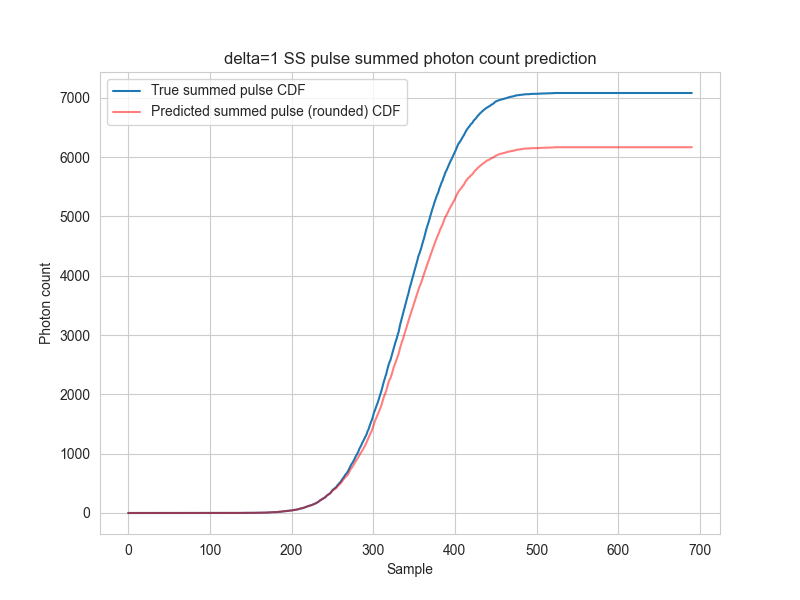 delta=1 SS pulse summed photon count prediction
True summed pulse CDF
Predicted summed pulse (rounded) CDF
7000
6000
5000
4000
3000
2000
1000
0
Photon count
0 100 200 300 400 500 600 700
Sample